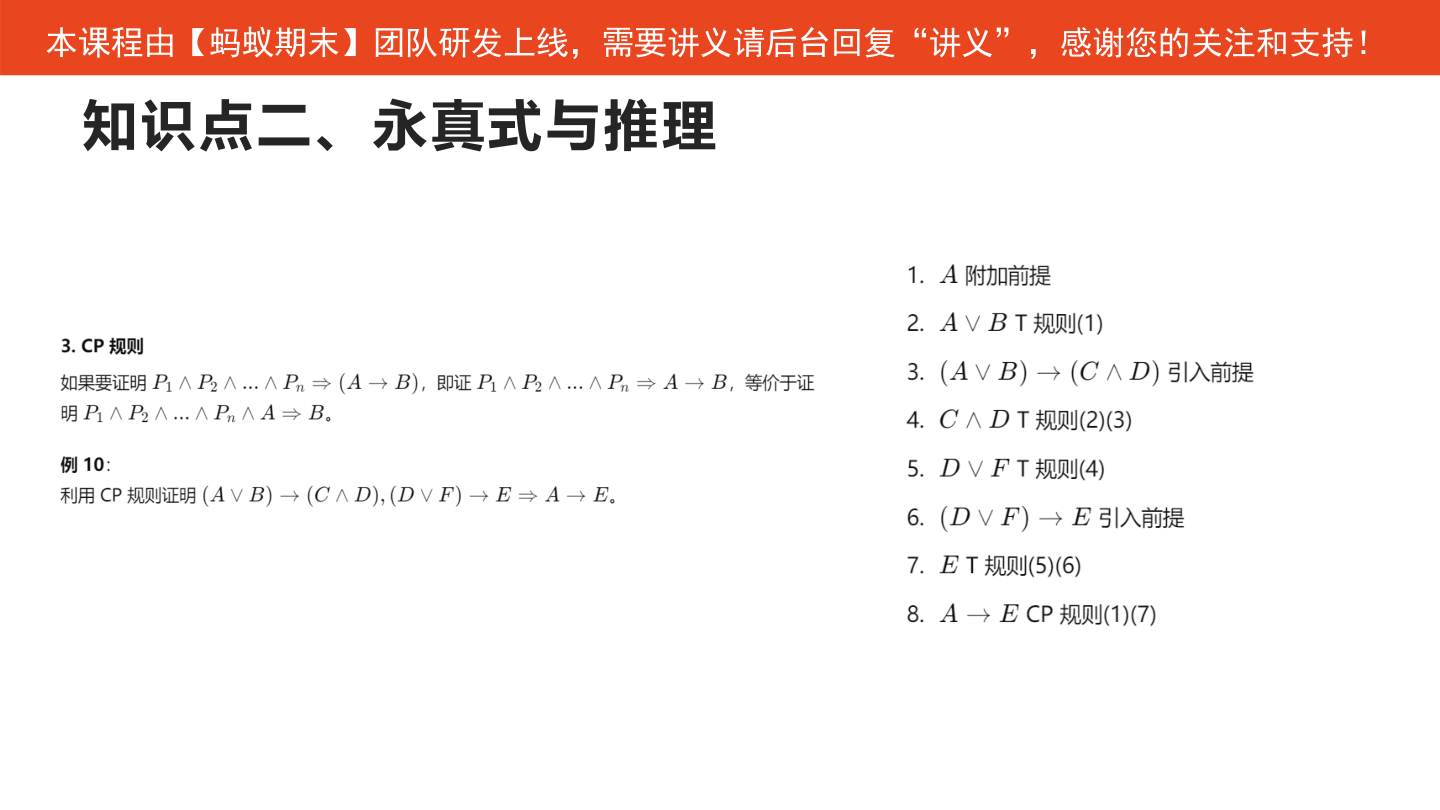 本课程由【蚂蚁期末】团队研发上线，需要讲义请后台回复“讲义”，感谢您的关注和支持！
知识点二、永真式与推理
3. CP 规则
如果要证明 P₁ ∧ P₂ ∧ ... ∧ Pₙ ⇒ (A → B)，即证 P₁ ∧ P₂ ∧ ... ∧ Pₙ ⇒ A → B，等价于证
明 P₁ ∧ P₂ ∧ ... ∧ Pₙ ∧ A ⇒ B。
例 10：
利用 CP 规则证明 (A ∨ B) → (C ∧ D), (D ∨ F) → E ⇒ A → E。
1. A 附加前提
2. A ∨ B T 规则(1)
3. (A ∨ B) → (C ∧ D) 引入前提
4. C ∧ D T 规则(2)(3)
5. D ∨ F T 规则(4)
6. (D ∨ F) → E 引入前提
7. E T 规则(5)(6)
8. A → E CP 规则(1)(7)